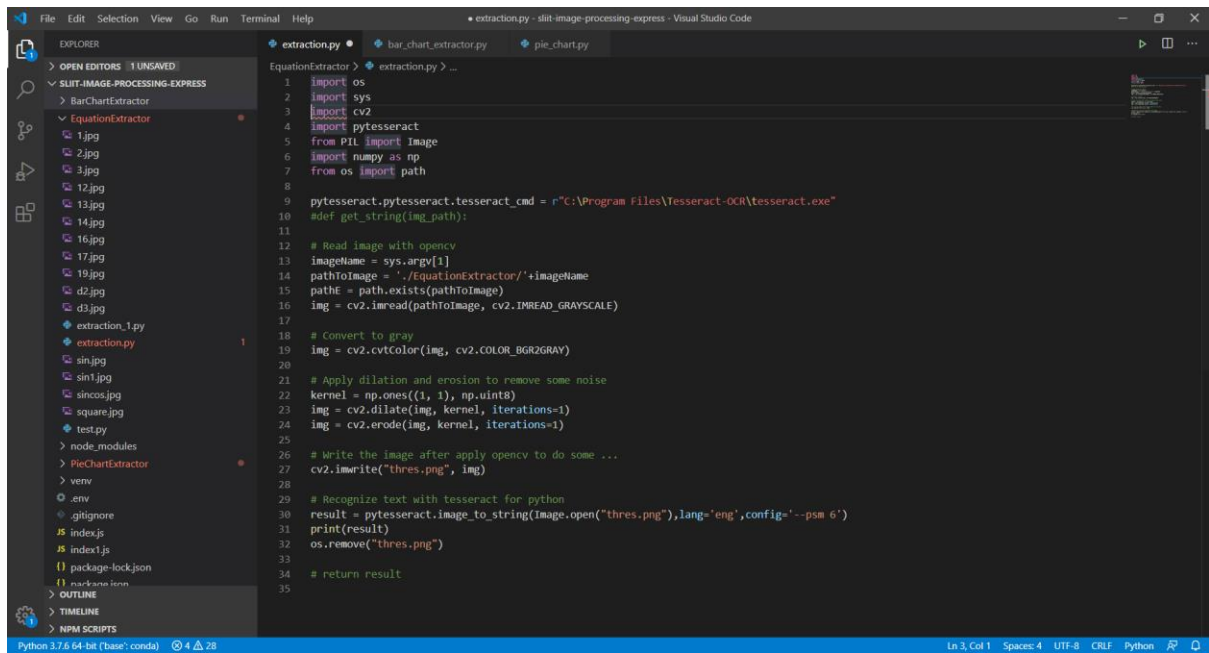 File Edit Selection View Go Run Terminal Help
● extraction.py - sliit-image-processing-express - Visual Studio Code
EXPLORER
> OPEN EDITORS 1 UNSAVED
SLIIT-IMAGE-PROCESSING-EXPRESS
> BarChartExtractor
EquationExtractor
1.jpg
2.jpg
3.jpg
12.jpg
13.jpg
14.jpg
16.jpg
17.jpg
19.jpg
d2.jpg
d3.jpg
extraction_1.py
extraction.py 1
sin.jpg
sin1.jpg
sincos.jpg
square.jpg
test.py
> node_modules
> PieChartExtractor
> venv
.env
.gitignore
JS index.js
JS index1.js
{} package-lock.json
{} package.json
> OUTLINE
> TIMELINE
> NPM SCRIPTS
1
1
extraction.py ● bar_chart_extractor.py pie_chart.py
EquationExtractor > extraction.py > ...
1 import os
2 import sys
3 import cv2
4 import pytesseract
5 from PIL import Image
6 import numpy as np
7 from os import path
8
9 pytesseract.pytesseract.tesseract_cmd = r"C:\Program Files\Tesseract-OCR\tesseract.exe"
10 #def get_string(img_path):
11
12 # Read image with opencv
13 imageName = sys.argv[1]
14 pathToImage = './EquationExtractor/'+imageName
15 pathE = path.exists(pathToImage)
16 img = cv2.imread(pathToImage, cv2.IMREAD_GRAYSCALE)
17
18 # Convert to gray
19 img = cv2.cvtColor(img, cv2.COLOR_BGR2GRAY)
20
21 # Apply dilation and erosion to remove some noise
22 kernel = np.ones((1, 1), np.uint8)
23 img = cv2.dilate(img, kernel, iterations=1)
24 img = cv2.erode(img, kernel, iterations=1)
25
26 # Write the image after apply opencv to do some ...
27 cv2.imwrite("thres.png", img)
28
29 # Recognize text with tesseract for python
30 result = pytesseract.image_to_string(Image.open("thres.png"),lang='eng',config='--psm 6')
31 print(result)
32 os.remove("thres.png")
33
34 # return result
35
Python 3.7.6 64-bit ('base': conda) 4 28 Ln 3, Col 1 Spaces: 4 UTF-8 CRLF Python